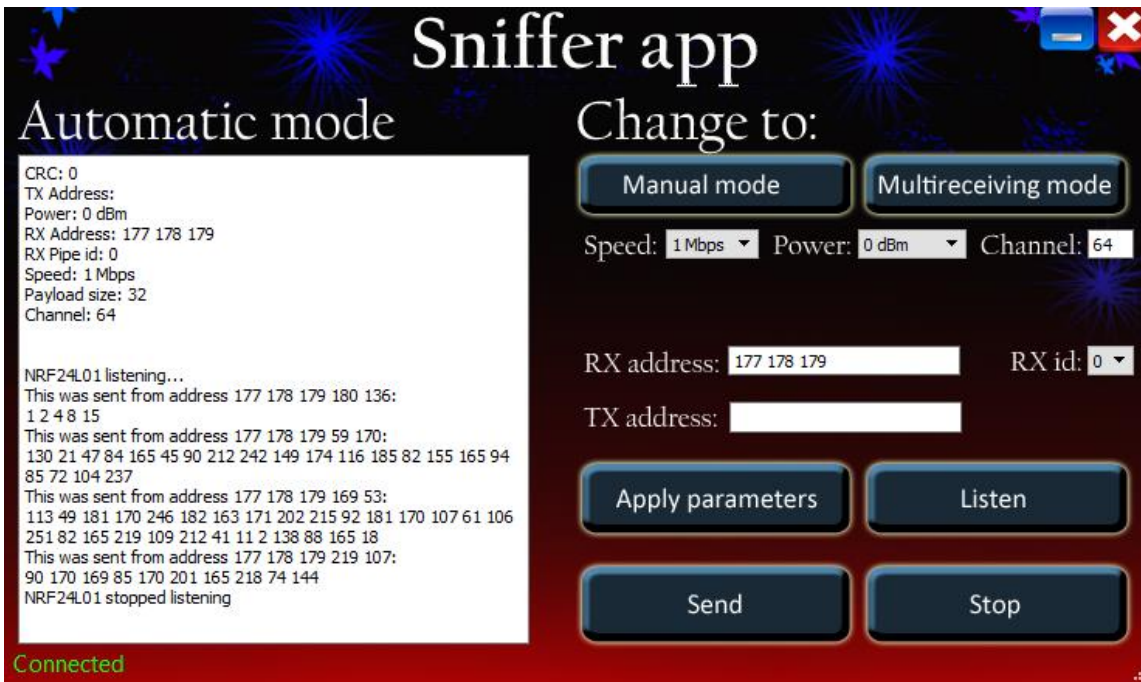 Sniffer app
Automatic mode
CRC: 0
TX Address:
Power: 0 dBm
RX Address: 177 178 179
RX Pipe id: 0
Speed: 1 Mbps
Payload size: 32
Channel: 64
NRF24L01 listening...
This was sent from address 177 178 179 180 136:
1 2 4 8 15
This was sent from address 177 178 179 59 170:
130 21 47 84 165 45 90 212 242 149 174 116 185 82 155 165 94
85 72 104 237
This was sent from address 177 178 179 169 53:
113 49 181 170 246 182 163 171 202 215 92 181 170 107 61 106
251 82 165 219 109 212 41 11 2 138 88 165 18
This was sent from address 177 178 179 219 107:
90 170 169 85 170 201 165 218 74 144
NRF24L01 stopped listening
Connected
Change to:
Manual mode Multireceiving mode
Speed: 1 Mbps Power: 0 dBm Channel: 64
RX address: 177 178 179 RX id: 0
TX address:
Apply parameters Listen
Send Stop